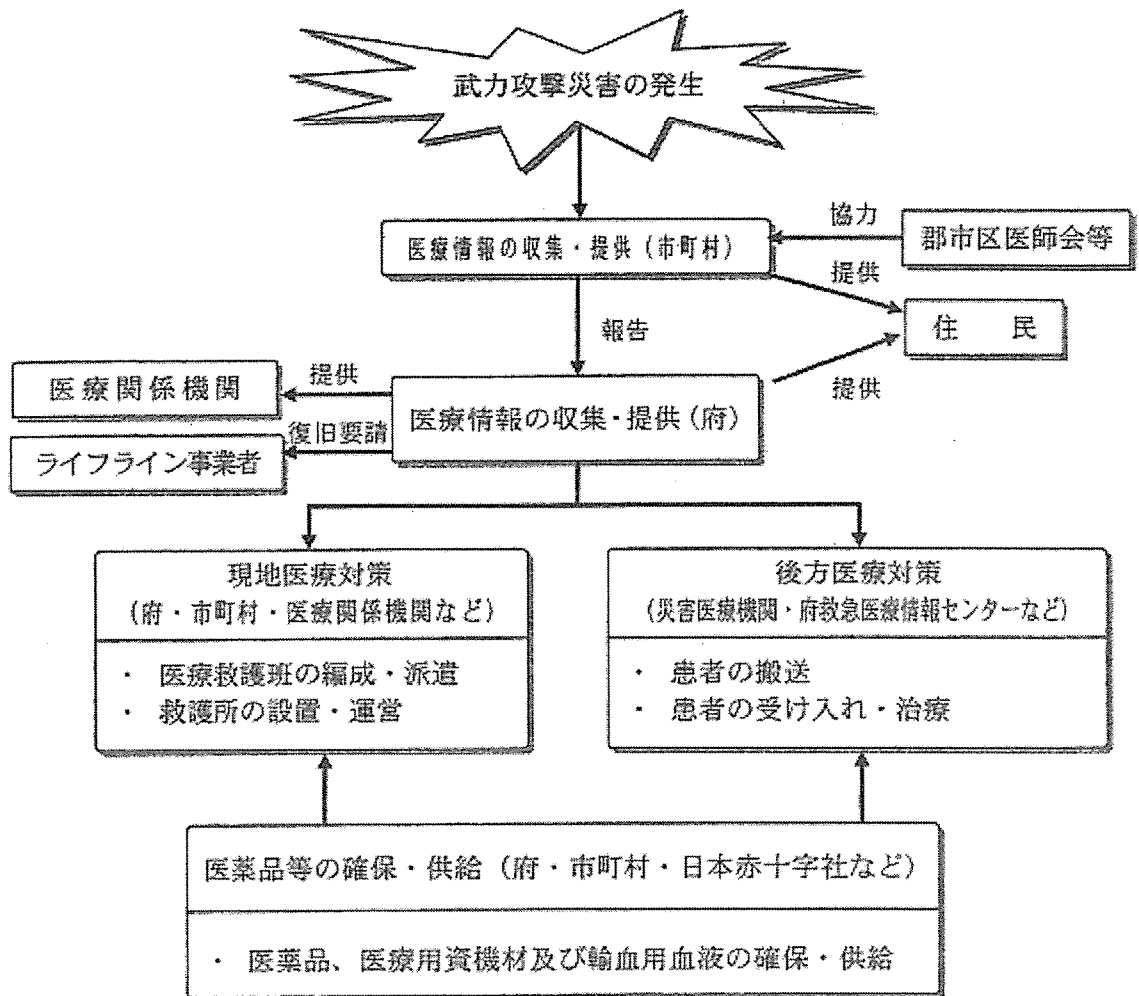 武力攻撃災害の発生
医療情報の収集・提供（市町村）
協力
郡市区医師会等
提供
住　　民
報告
医療関係機関
提供
医療情報の収集・提供（府）
提供
復旧要請
ライフライン事業者
現地医療対策
（府・市町村・医療関係機関など）
・ 医療救護班の編成・派遣
・ 救護所の設置・運営
後方医療対策
（災害医療機関・府救急医療情報センターなど）
・ 患者の搬送
・ 患者の受け入れ・治療
医薬品等の確保・供給（府・市町村・日本赤十字社など）
・ 医薬品、医療用資機材及び輸血用血液の確保・供給